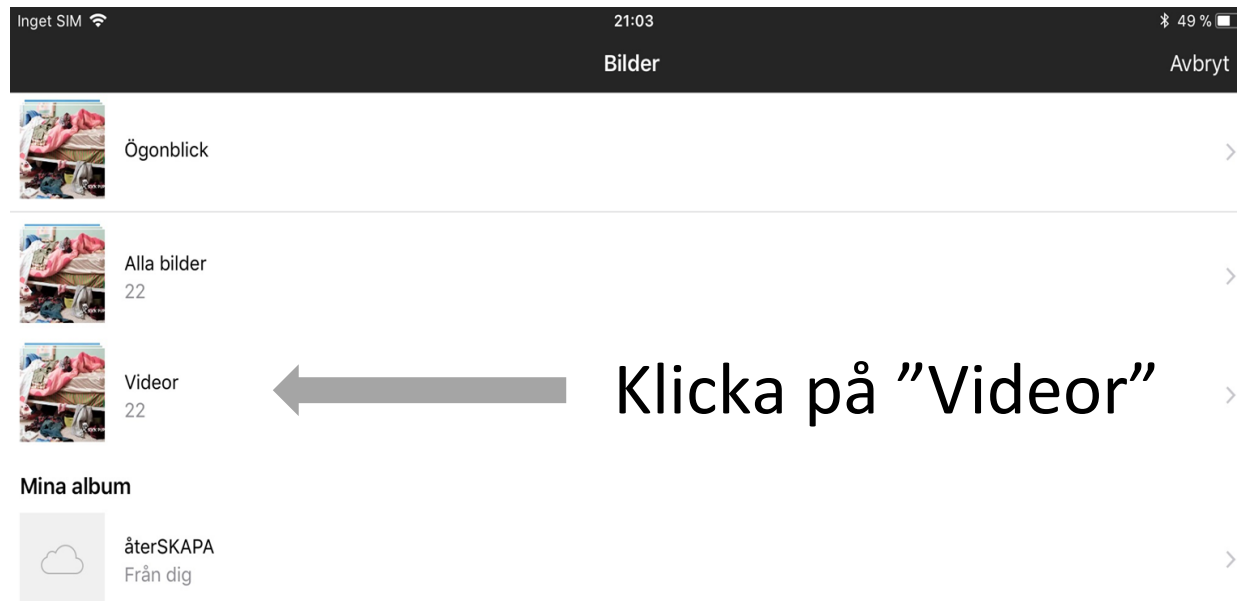 Inget SIM 21:03 49 %
Bilder Avbryt
Ögonblick
Alla bilder
22
Videor
22
Klicka på ”Videor”
Mina album
återSKAPA
Från dig